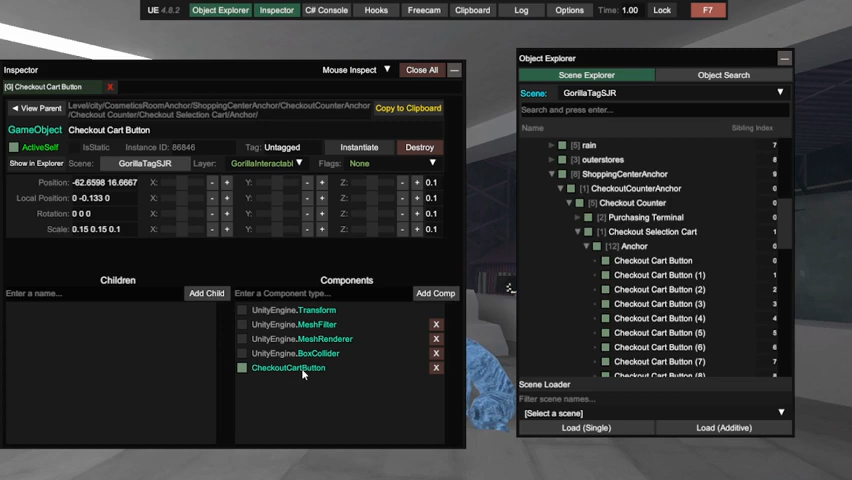 UE 4.8.2 Object Explorer Inspector C# Console Hooks Freecam Clipboard Log Options Time: 1.00 Lock F7
Inspector Mouse Inspect ▼ Close All —
[G] Checkout Cart Button X
◄ View Parent Level/city/CosmeticsRoomAnchor/ShoppingCenterAnchor/CheckoutCounterAnchor
/Checkout Counter/Checkout Selection Cart/Anchor/ Copy to Clipboard
GameObject Checkout Cart Button
ActiveSelf IsStatic Instance ID: 86846 Tag: Untagged Instantiate Destroy
Show in Explorer Scene: GorillaTagSJR Layer: GorillaInteractabl ▼ Flags: None ▼
Position: -62.6598 16.6667 X: - + Y: - + Z: - + 0.1
Local Position: 0 -0.133 0 X: - + Y: - + Z: - + 0.1
Rotation: 0 0 0 X: - + Y: - + Z: - + 0.1
Scale: 0.15 0.15 0.1 X: - + Y: - + Z: - + 0.1
Children
Enter a name... Add Child
Components
Enter a Component type... Add Comp
UnityEngine.Transform
UnityEngine.MeshFilter X
UnityEngine.MeshRenderer X
UnityEngine.BoxCollider X
CheckoutCartButton X
Object Explorer —
Scene Explorer Object Search
Scene: GorillaTagSJR ▼
Search and press enter...
Name Sibling Index
► [5] rain 7
► [3] outerstores 8
▼ [8] ShoppingCenterAnchor 9
▼ [1] CheckoutCounterAnchor 0
▼ [5] Checkout Counter 0
► [2] Purchasing Terminal 0
▼ [1] Checkout Selection Cart 1
▼ [12] Anchor 0
Checkout Cart Button 0
Checkout Cart Button (1) 1
Checkout Cart Button (2) 2
Checkout Cart Button (3) 3
Checkout Cart Button (4) 4
Checkout Cart Button (5) 5
Checkout Cart Button (6) 6
Checkout Cart Button (7) 7
Checkout Cart Button (8) 8
Scene Loader
Filter scene names...
[Select a scene] ▼
Load (Single) Load (Additive)